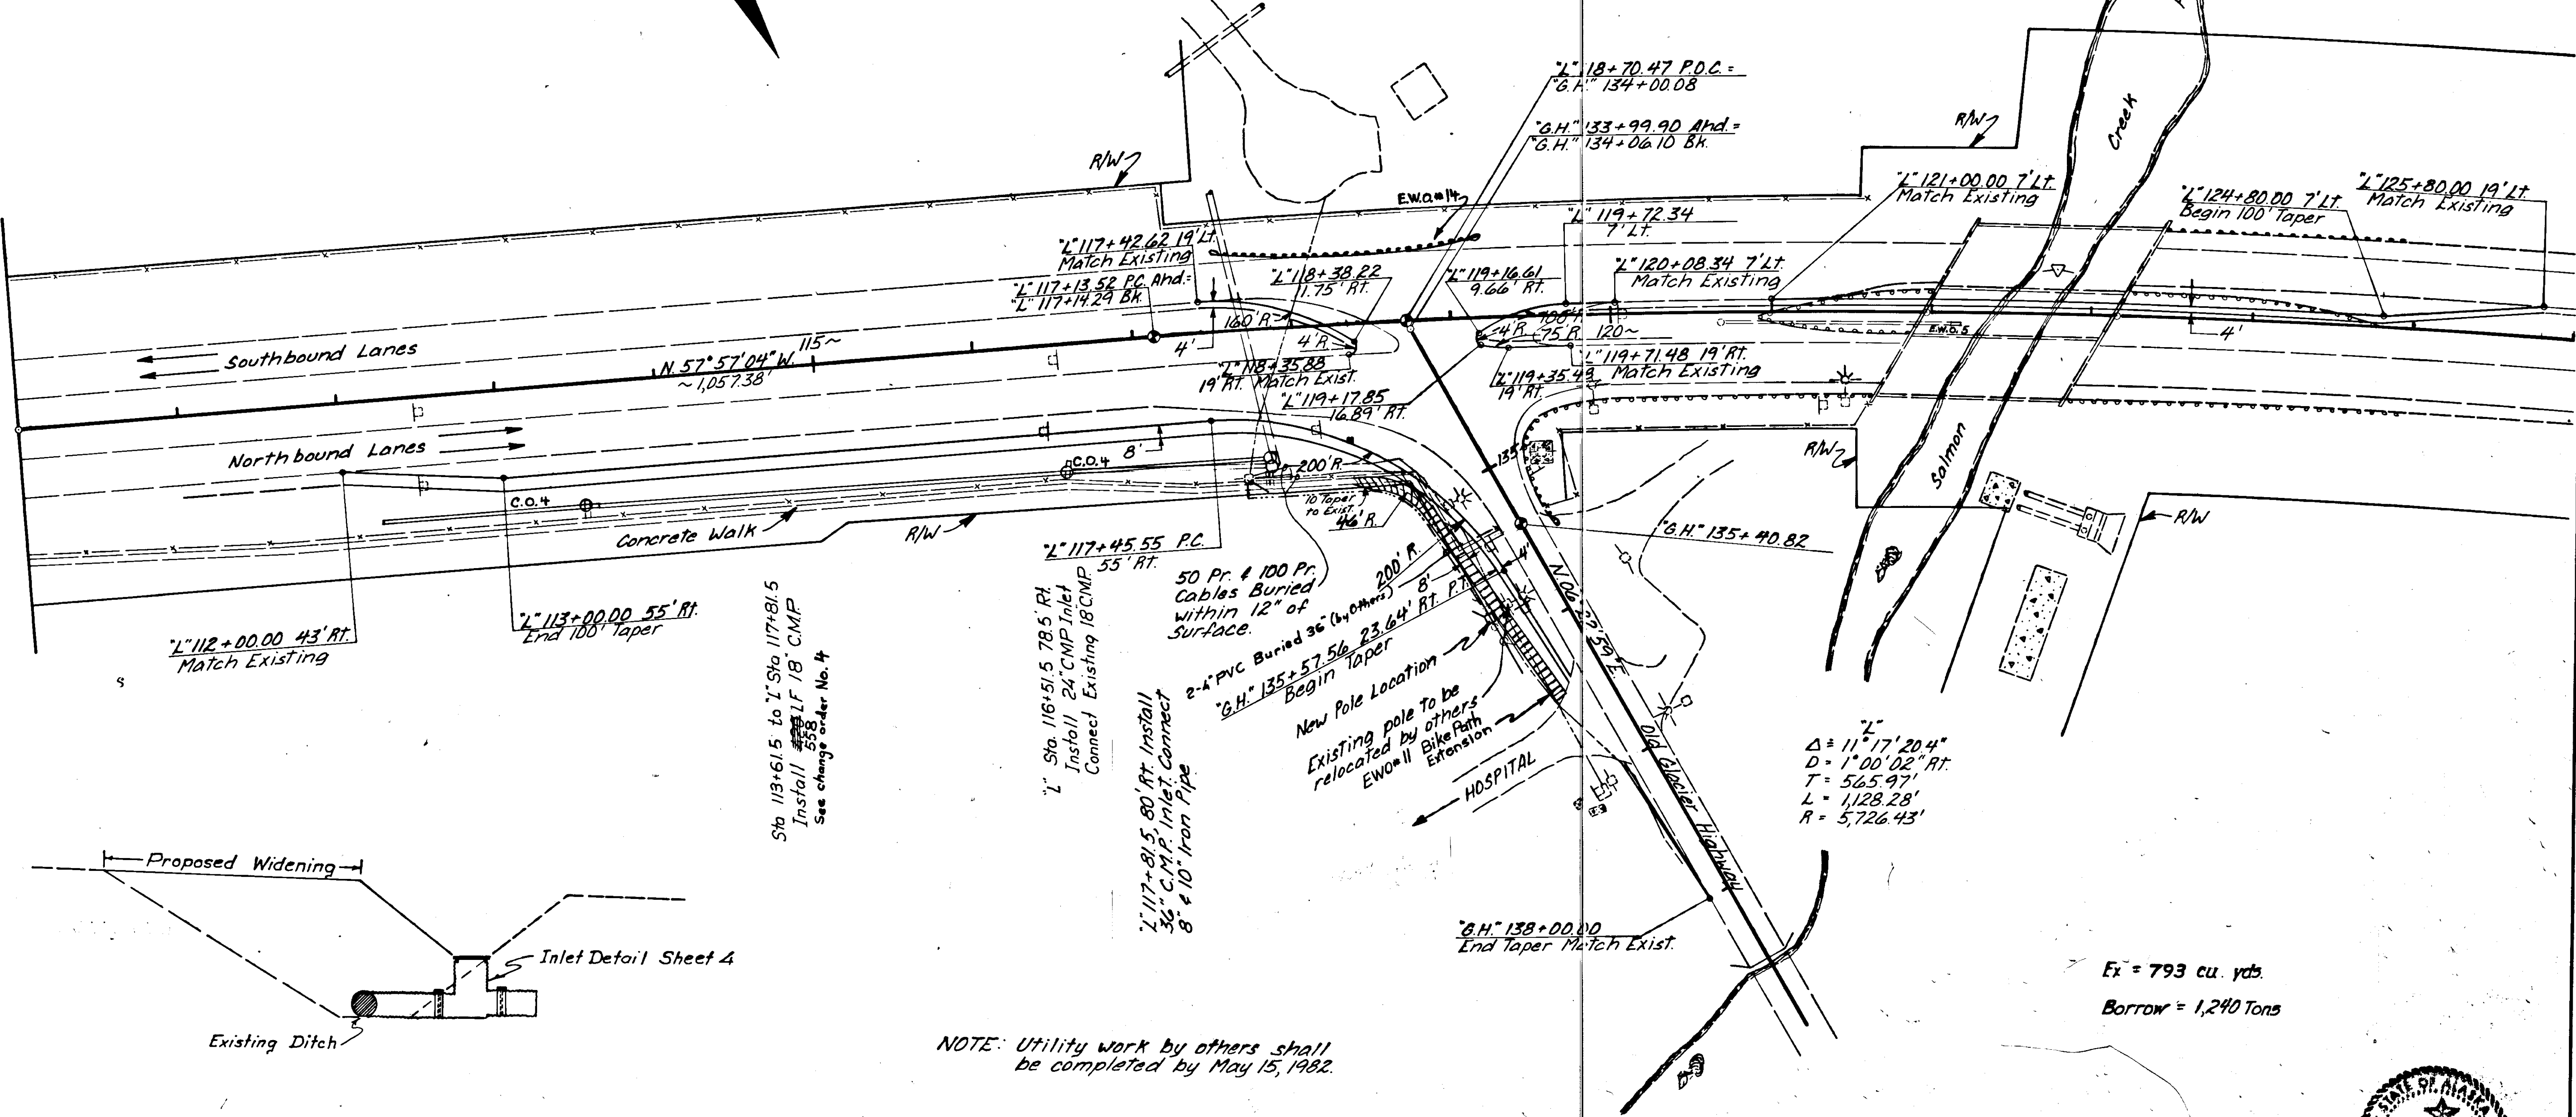 "L" 118+70.47 P.O.C. =
"G.H." 134+00.08
"G.H." 133+99.90 Ahd. =
"G.H." 134+06.10 Bk.
R/W
R/W
Creek
E.W.O.#14
"L" 121+00.00 7' Lt.
Match Existing
"L" 124+80.00 7' Lt.
Begin 100' Taper
"L" 125+80.00 19' Lt.
Match Existing
"L" 119+72.34
7' Lt.
"L" 117+42.62 19' Lt.
Match Existing
"L" 117+13.52 P.C. Ahd. =
"L" 117+14.29 Bk.
"L" 118+38.22
11.75' Rt.
"L" 119+16.61
9.66' Rt.
"L" 120+08.34 7' Lt.
Match Existing
160' R.
4' R.
4'
4' R.
75' R.
120~
E.W.O. 5
4'
Southbound Lanes
115~
N. 57° 57' 04" W.
~ 1,057.38'
"L" 118+35.88
19' Rt. Match Exist.
"L" 119+71.48 19' Rt.
Match Existing
"L" 119+35.49
19' Rt.
"L" 119+17.85
16.89' Rt.
Northbound Lanes
8'
C.O.4
C.O.4
200' R.
10' Taper
to Exist.
46' R.
135
R/W
Salmon
R/W
Concrete Walk
R/W
"L" 117+45.55 P.C.
55' Rt.
"G.H." 135+40.82
"L" 112+00.00 43' Rt.
Match Existing
"L" 113+00.00 55' Rt.
End 100' Taper
Sta 113+61.5 to "L" Sta 117+81.5
Install 558 LF 18" C.M.P.
See change order No. 4
"L" Sta. 116+51.5 78.5' Rt.
Install 24" CMP Inlet
Connect Existing 18" CMP
50 Pr. & 100 Pr.
Cables Buried
within 12" of
Surface.
200' R.
8'
4'
2-4" PVC Buried 36" (by Others)
"G.H." 135+57.56 23.64' Rt. P.T.
Begin Taper
New Pole Location
Existing pole to be
relocated by others
EWO#11 Bike Path
Extension
HOSPITAL
Old Glacier Highway
"L" 117+81.5, 80' Rt. Install
36" C.M.P. Inlet. Connect
8" & 10" Iron Pipe
"L"
Δ = 11° 17' 20.4"
D = 1° 00' 02" Rt.
T = 565.97'
L = 1,128.28'
R = 5,726.43'
Proposed Widening
Inlet Detail Sheet 4
Existing Ditch
"G.H." 138+00.00
End Taper Match Exist.
Ex = 793 cu. yds.
Borrow = 1,240 Tons
NOTE: Utility work by others shall
be completed by May 15, 1982.
STATE OF ALASKA